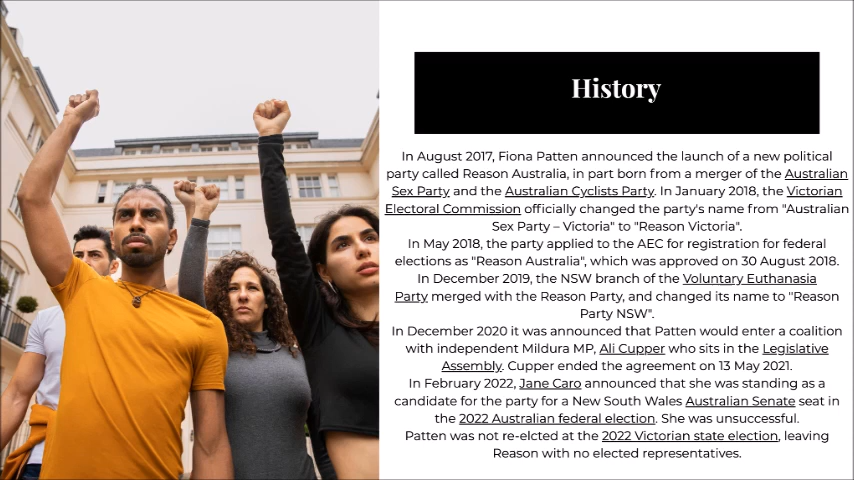 History
In August 2017, Fiona Patten announced the launch of a new political
party called Reason Australia, in part born from a merger of the Australian
Sex Party and the Australian Cyclists Party. In January 2018, the Victorian
Electoral Commission officially changed the party's name from "Australian
Sex Party – Victoria" to "Reason Victoria".
In May 2018, the party applied to the AEC for registration for federal
elections as "Reason Australia", which was approved on 30 August 2018.
In December 2019, the NSW branch of the Voluntary Euthanasia
Party merged with the Reason Party, and changed its name to "Reason
Party NSW".
In December 2020 it was announced that Patten would enter a coalition
with independent Mildura MP, Ali Cupper who sits in the Legislative
Assembly. Cupper ended the agreement on 13 May 2021.
In February 2022, Jane Caro announced that she was standing as a
candidate for the party for a New South Wales Australian Senate seat in
the 2022 Australian federal election. She was unsuccessful.
Patten was not re-elcted at the 2022 Victorian state election, leaving
Reason with no elected representatives.